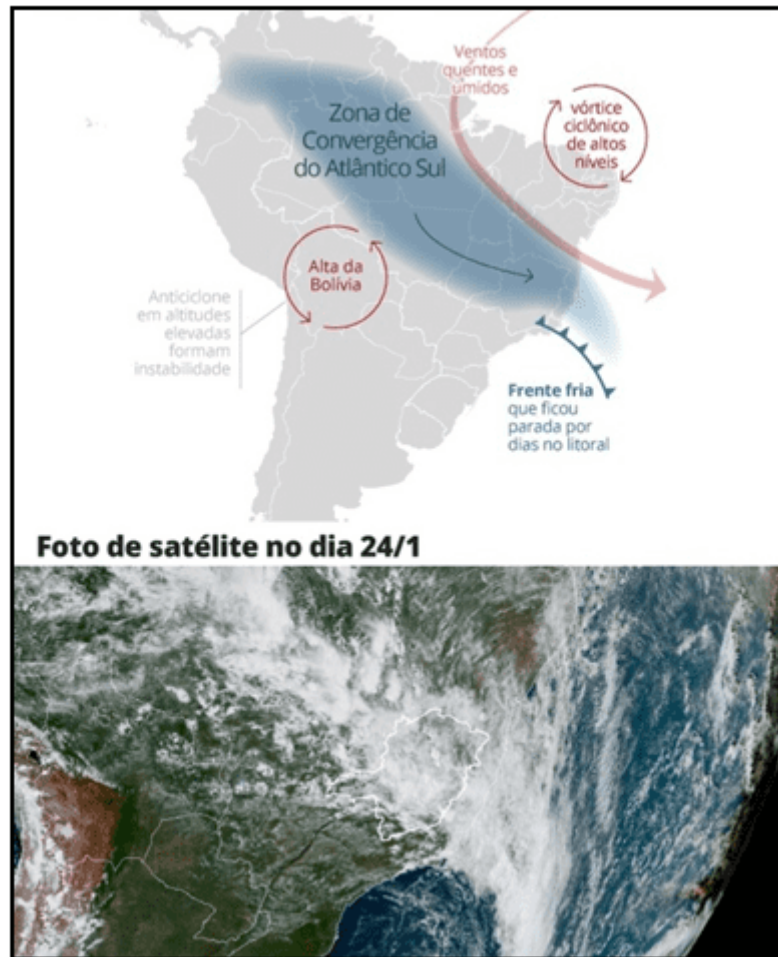 Ventos
quentes e
úmidos
vórtice
ciclônico
de altos
níveis
Zona de
Convergência
do Atlântico Sul
Alta da
Bolívia
Anticiclone
em altitudes
elevadas
formam
instabilidade
Frente fria
que ficou
parada por
dias no litoral
Foto de satélite no dia 24/1